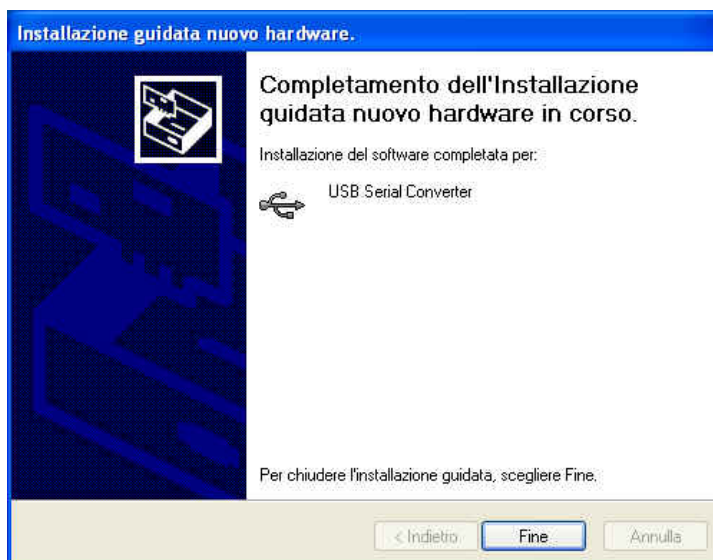 Installazione guidata nuovo hardware.
Completamento dell'Installazione
guidata nuovo hardware in corso.
Installazione del software completata per:
USB Serial Converter
Per chiudere l'installazione guidata, scegliere Fine.
< Indietro
Fine
Annulla